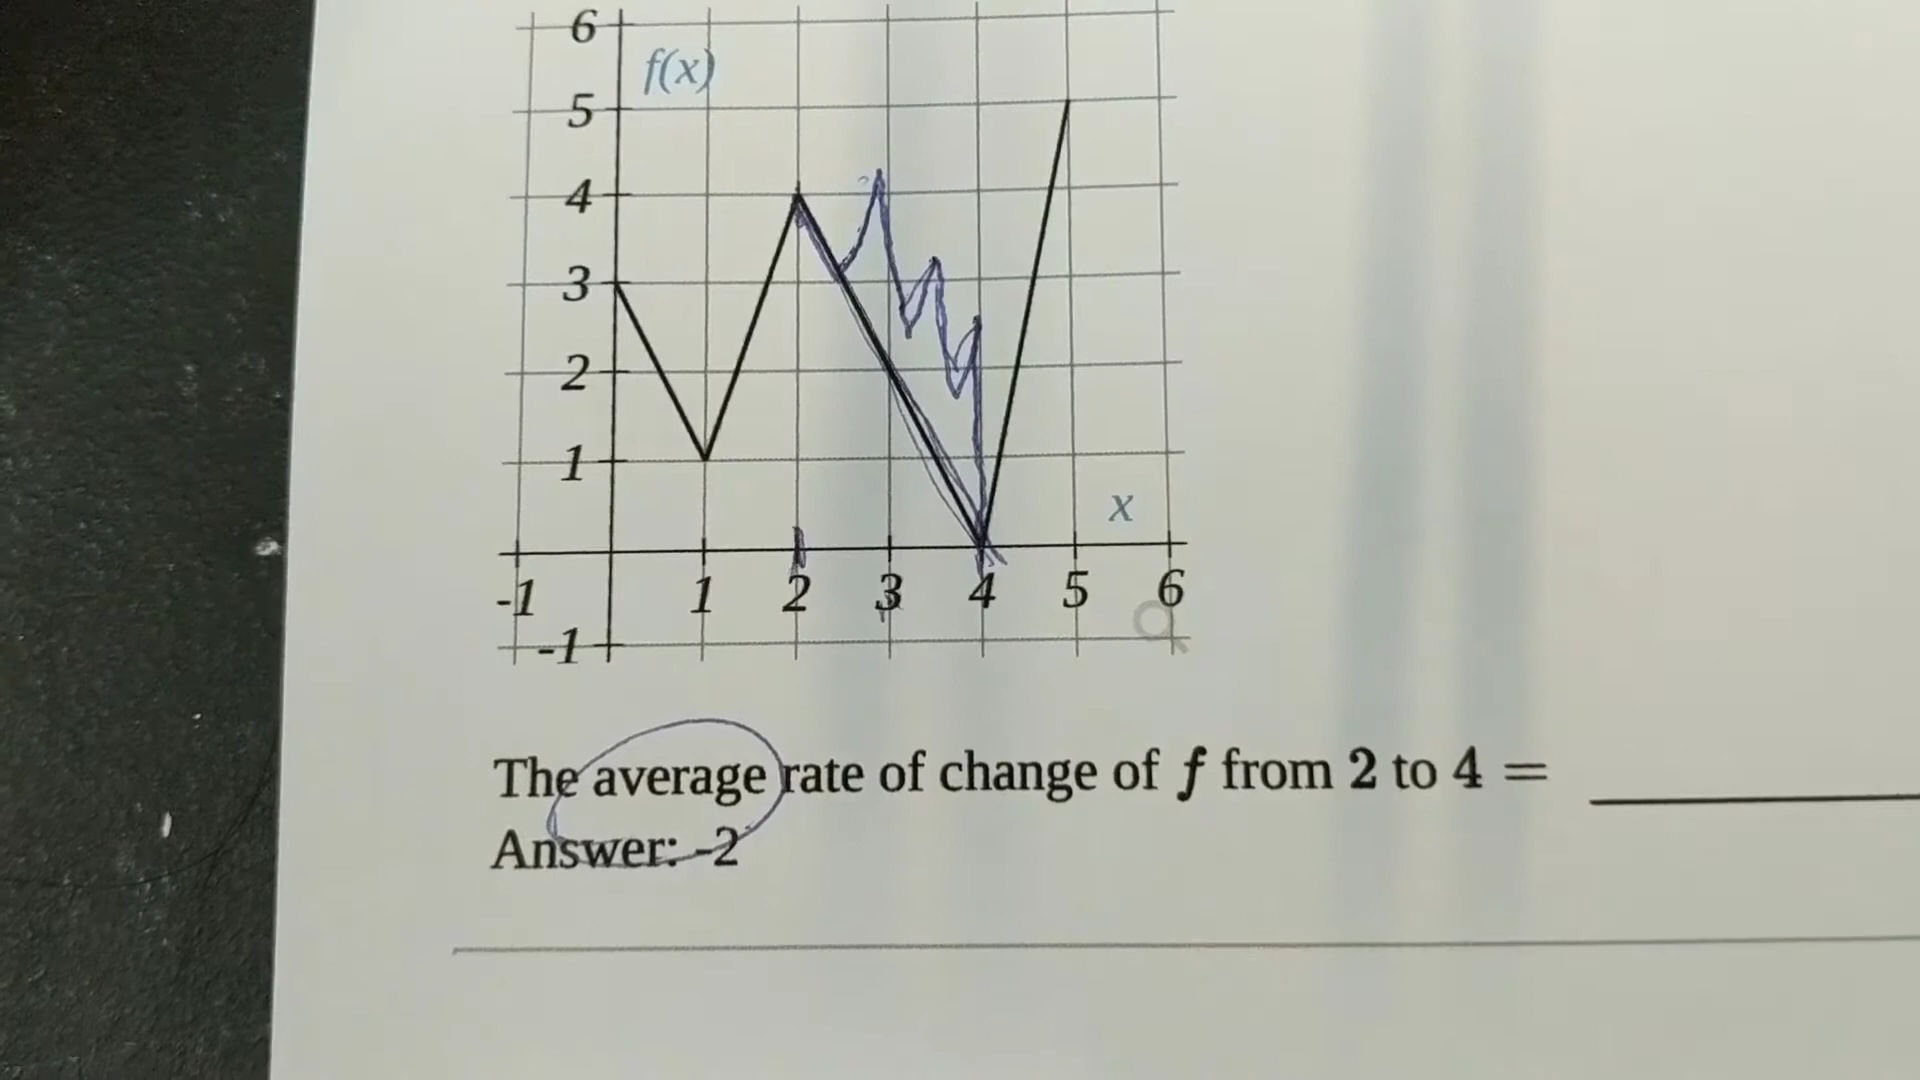 6
f(x)
5
4
3
2
1
x
-1 1 2 3 4 5 6
-1
The average rate of change of f from 2 to 4 =
Answer: -2